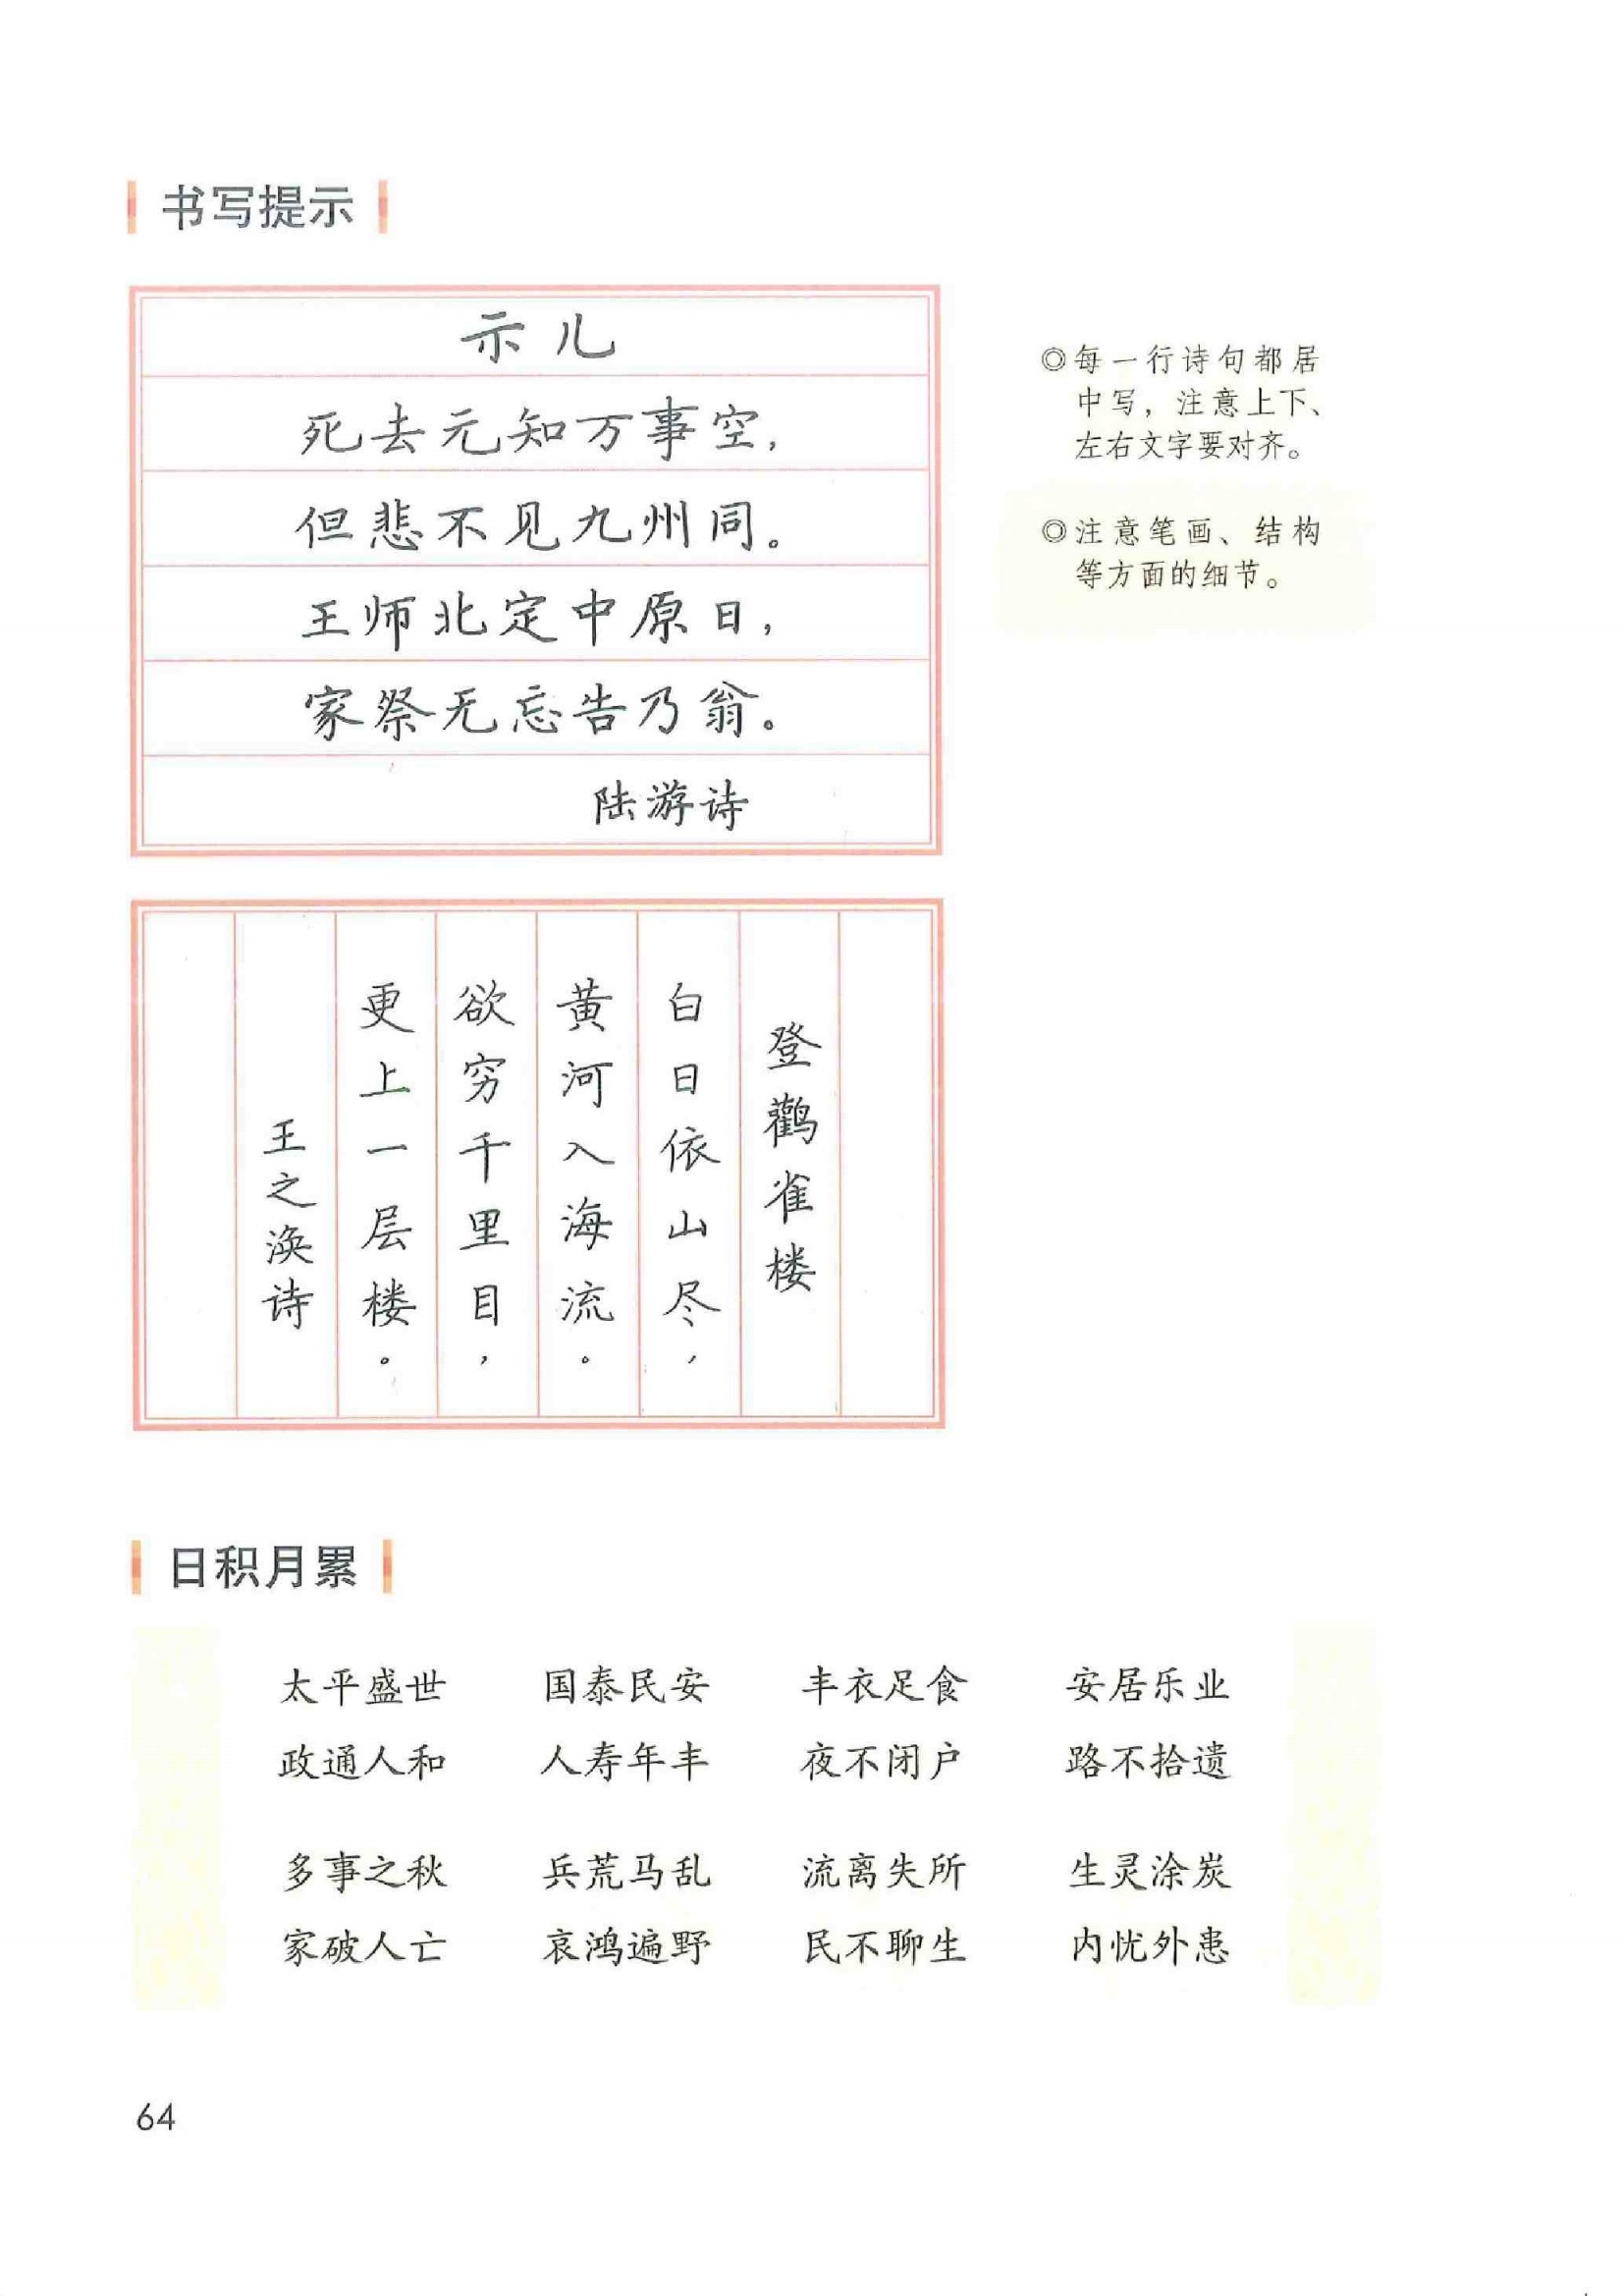 书写提示
示儿
死去元知万事空，
但悲不见九州同。
王师北定中原日，
家祭无忘告乃翁。
陆游诗
◎每一行诗句都居
中写，注意上下、
左右文字要对齐。
◎注意笔画、结构
等方面的细节。
登鹳雀楼
白日依山尽，
黄河入海流。
欲穷千里目，
更上一层楼。
王之涣诗
日积月累
太平盛世 国泰民安 丰衣足食 安居乐业
政通人和 人寿年丰 夜不闭户 路不拾遗
多事之秋 兵荒马乱 流离失所 生灵涂炭
家破人亡 哀鸿遍野 民不聊生 内忧外患
64